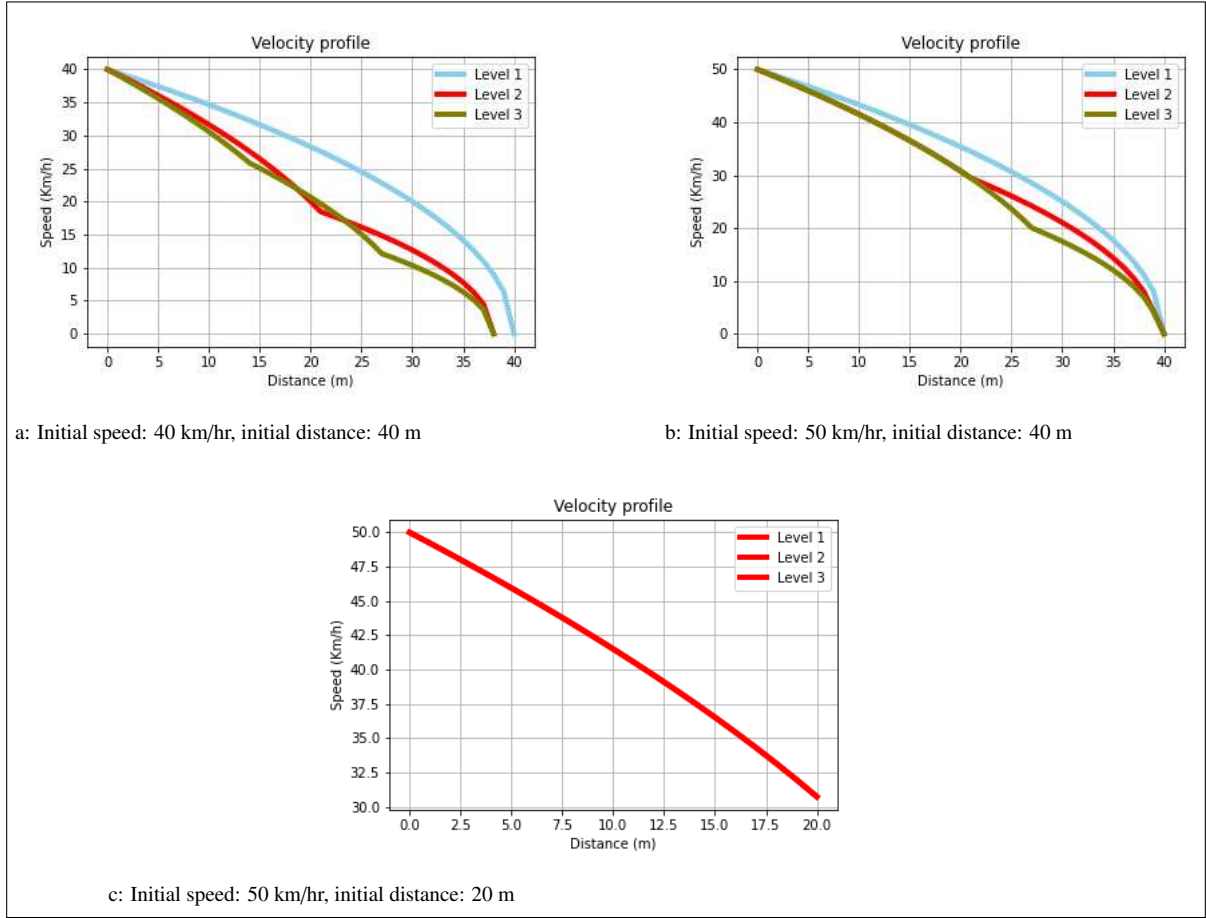 Velocity profile
40
35
30
25
20
15
10
5
0
Speed (Km/h)
Level 1
Level 2
Level 3
0 5 10 15 20 25 30 35 40
Distance (m)
a: Initial speed: 40 km/hr, initial distance: 40 m
Velocity profile
50
40
30
20
10
0
Speed (Km/h)
Level 1
Level 2
Level 3
0 5 10 15 20 25 30 35 40
Distance (m)
b: Initial speed: 50 km/hr, initial distance: 40 m
Velocity profile
50.0
47.5
45.0
42.5
40.0
37.5
35.0
32.5
30.0
Speed (Km/h)
Level 1
Level 2
Level 3
0.0 2.5 5.0 7.5 10.0 12.5 15.0 17.5 20.0
Distance (m)
c: Initial speed: 50 km/hr, initial distance: 20 m